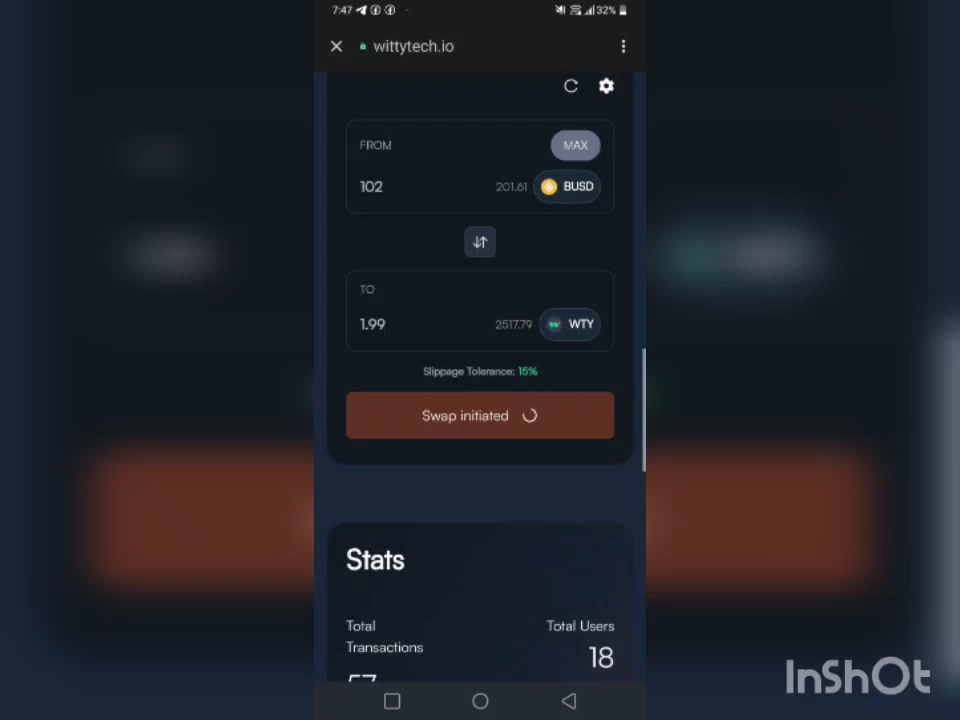 7:47 32%
wittytech.io
FROM MAX
102 201.61 BUSD
TO
1.99 2517.79 WTY
Slippage Tolerance: 15%
Swap initiated
Stats
Total Transactions
57
Total Users
18
InShOt